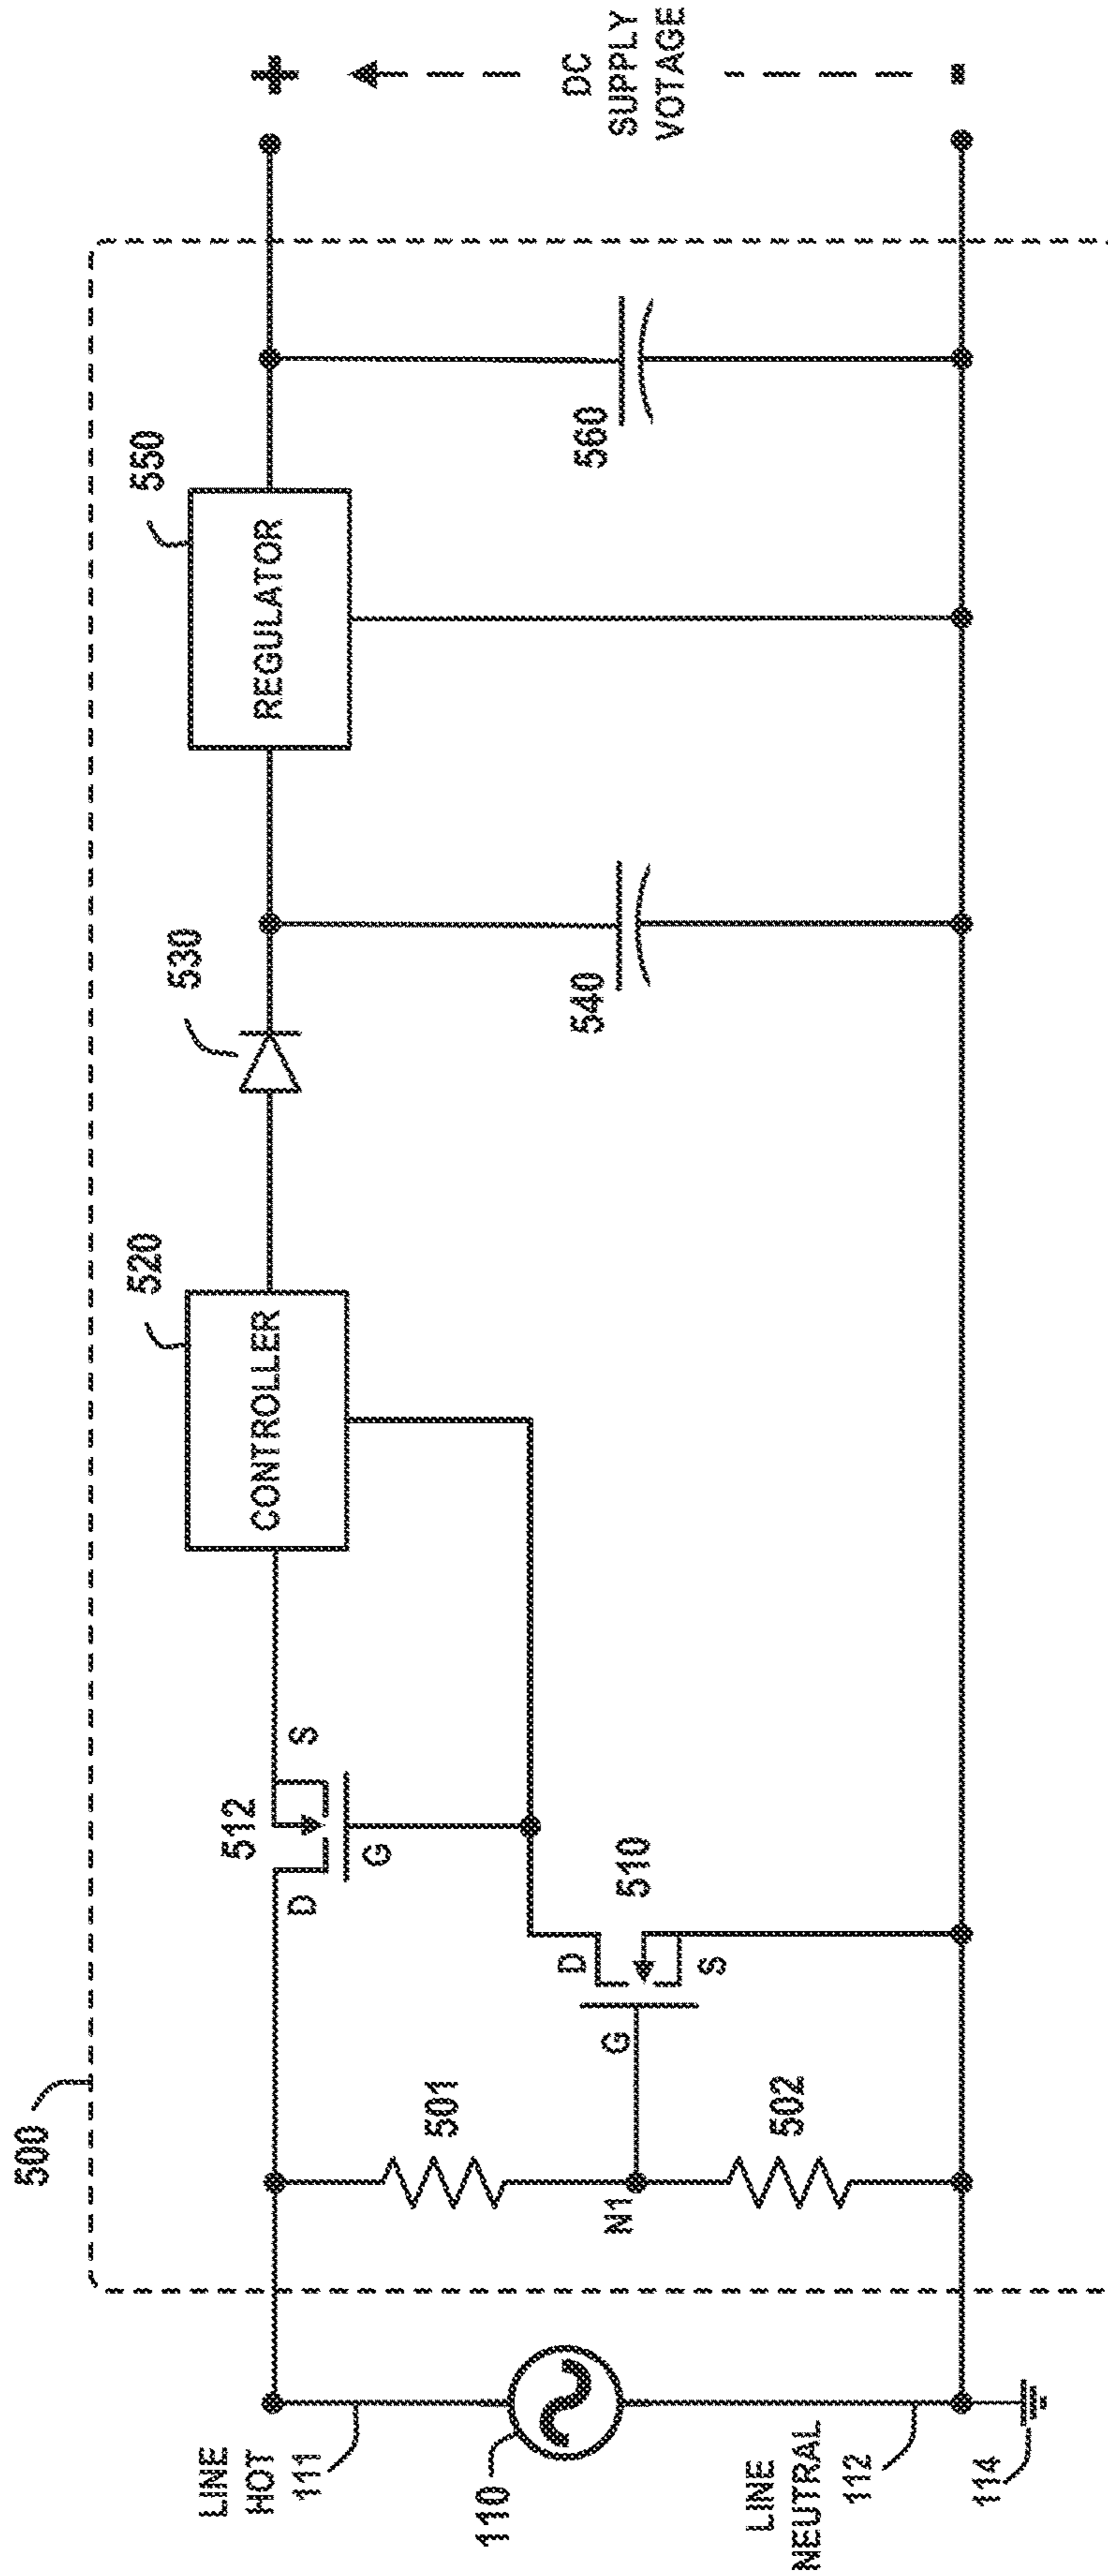 500
LINE
HOT
111
110
LINE
NEUTRAL
112
114
501
N1
502
D
512
S
G
D
510
G
S
520
CONTROLLER
530
540
550
REGULATOR
560
+
DC
SUPPLY
VOTAGE
-